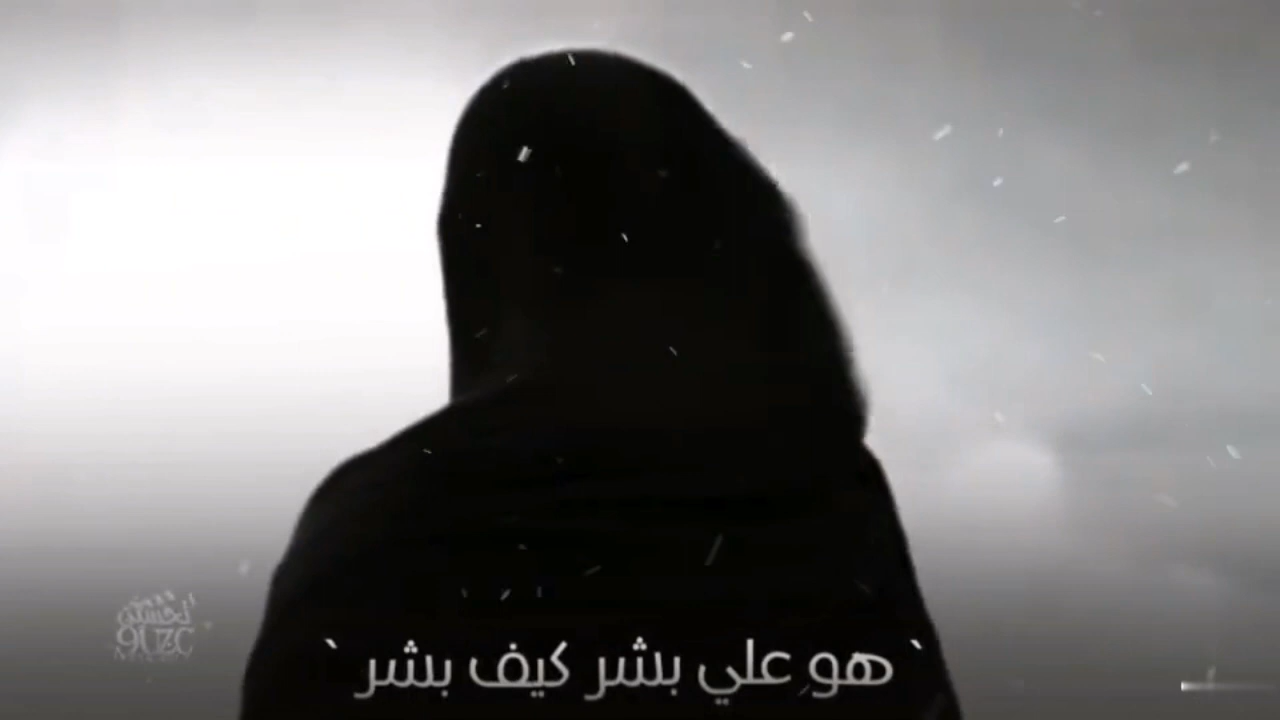 ` هو علي بشر كيف بشر `